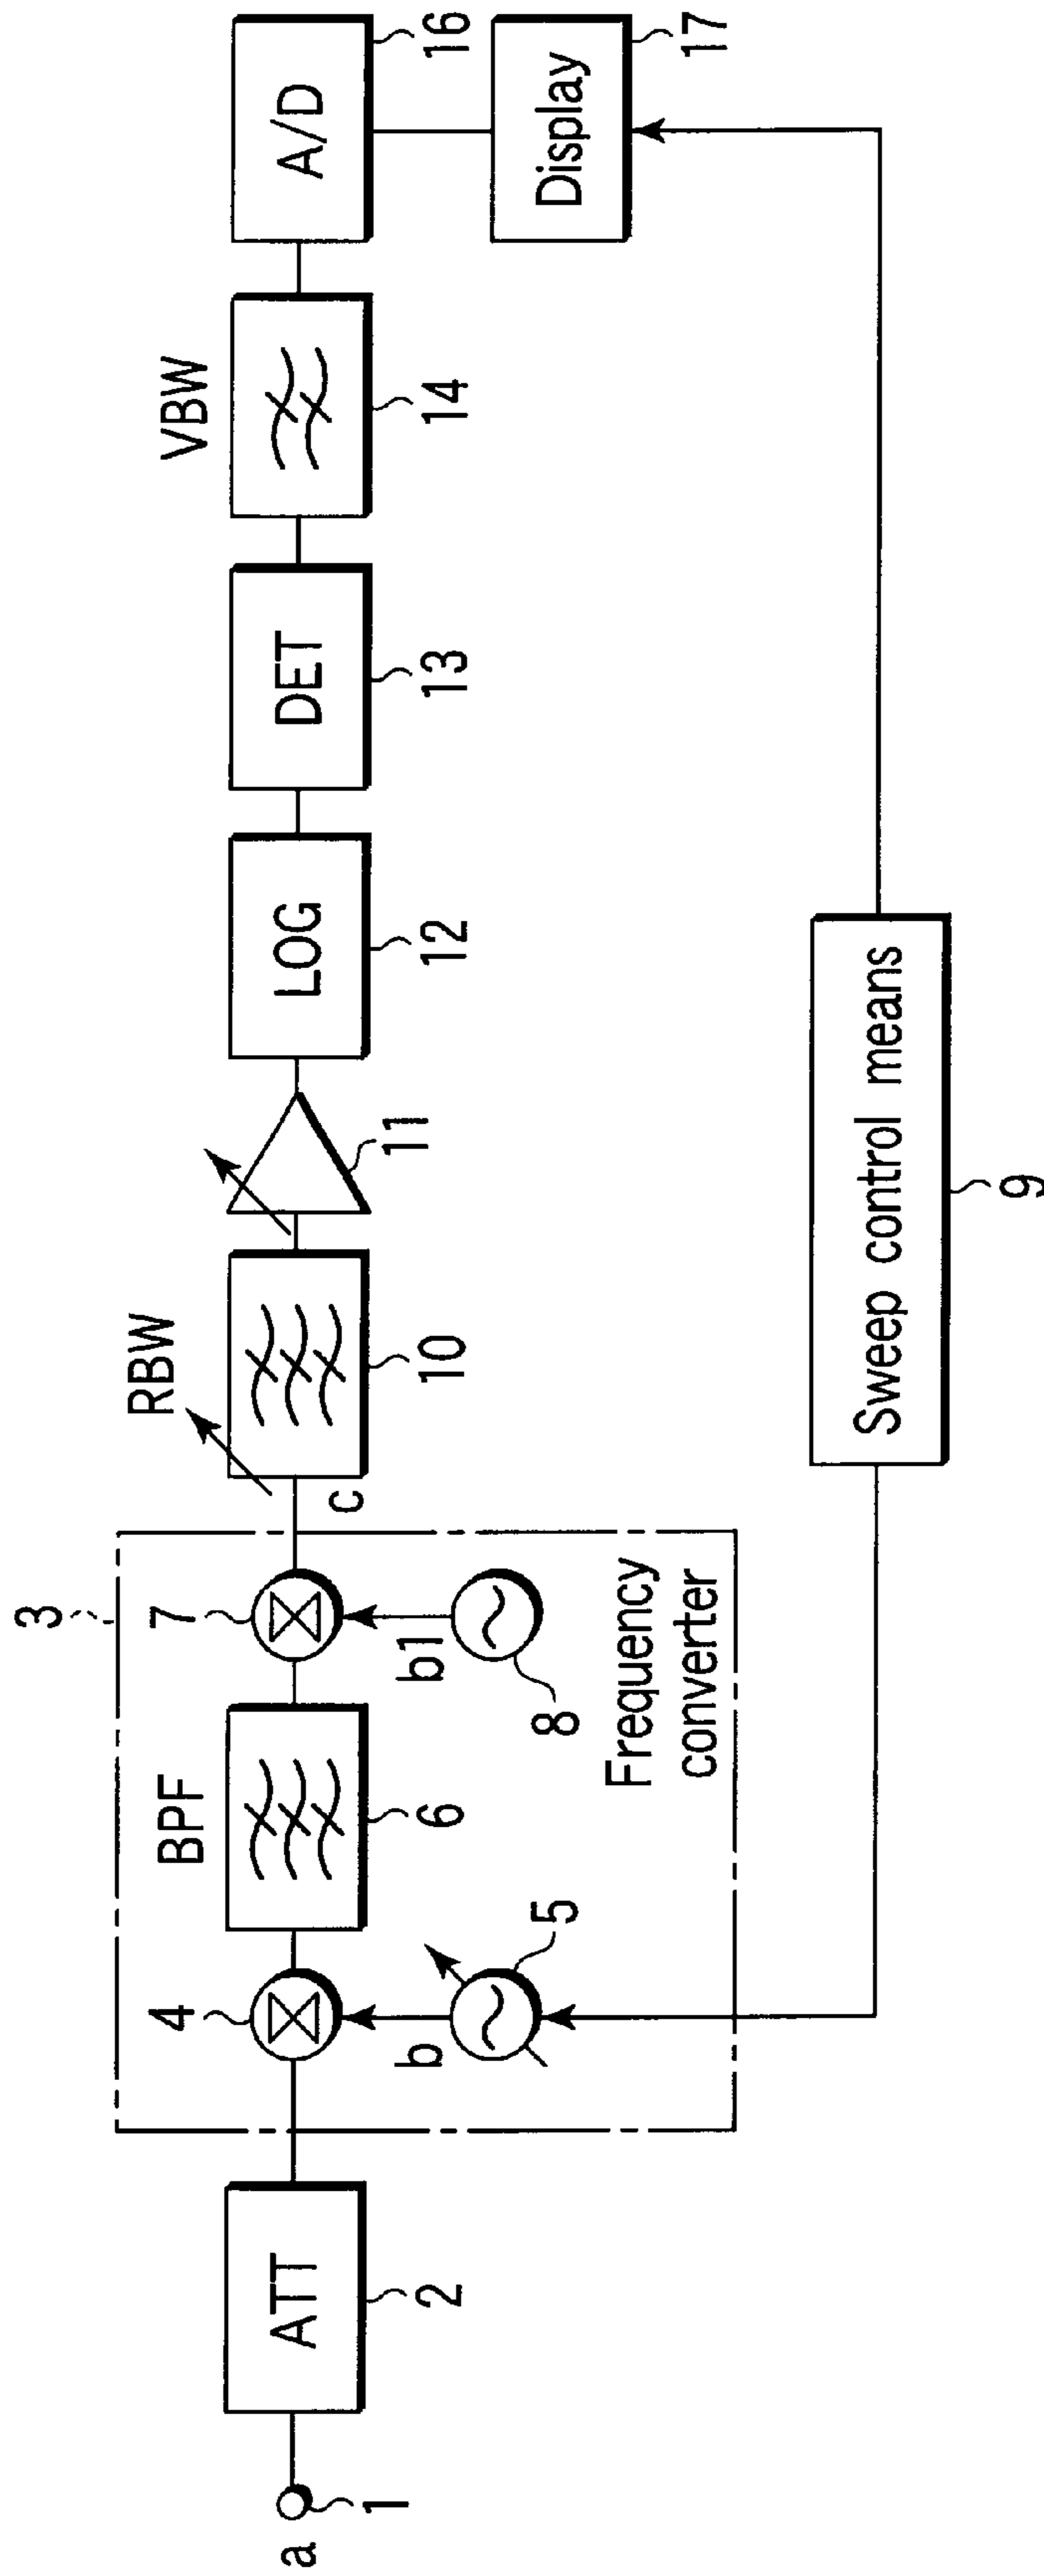 a
1
ATT
2
3
4
b
5
BPF
6
7
b1
8
Frequency
converter
c
RBW
10
11
LOG
12
DET
13
VBW
14
A/D
16
Display
17
Sweep control means
9